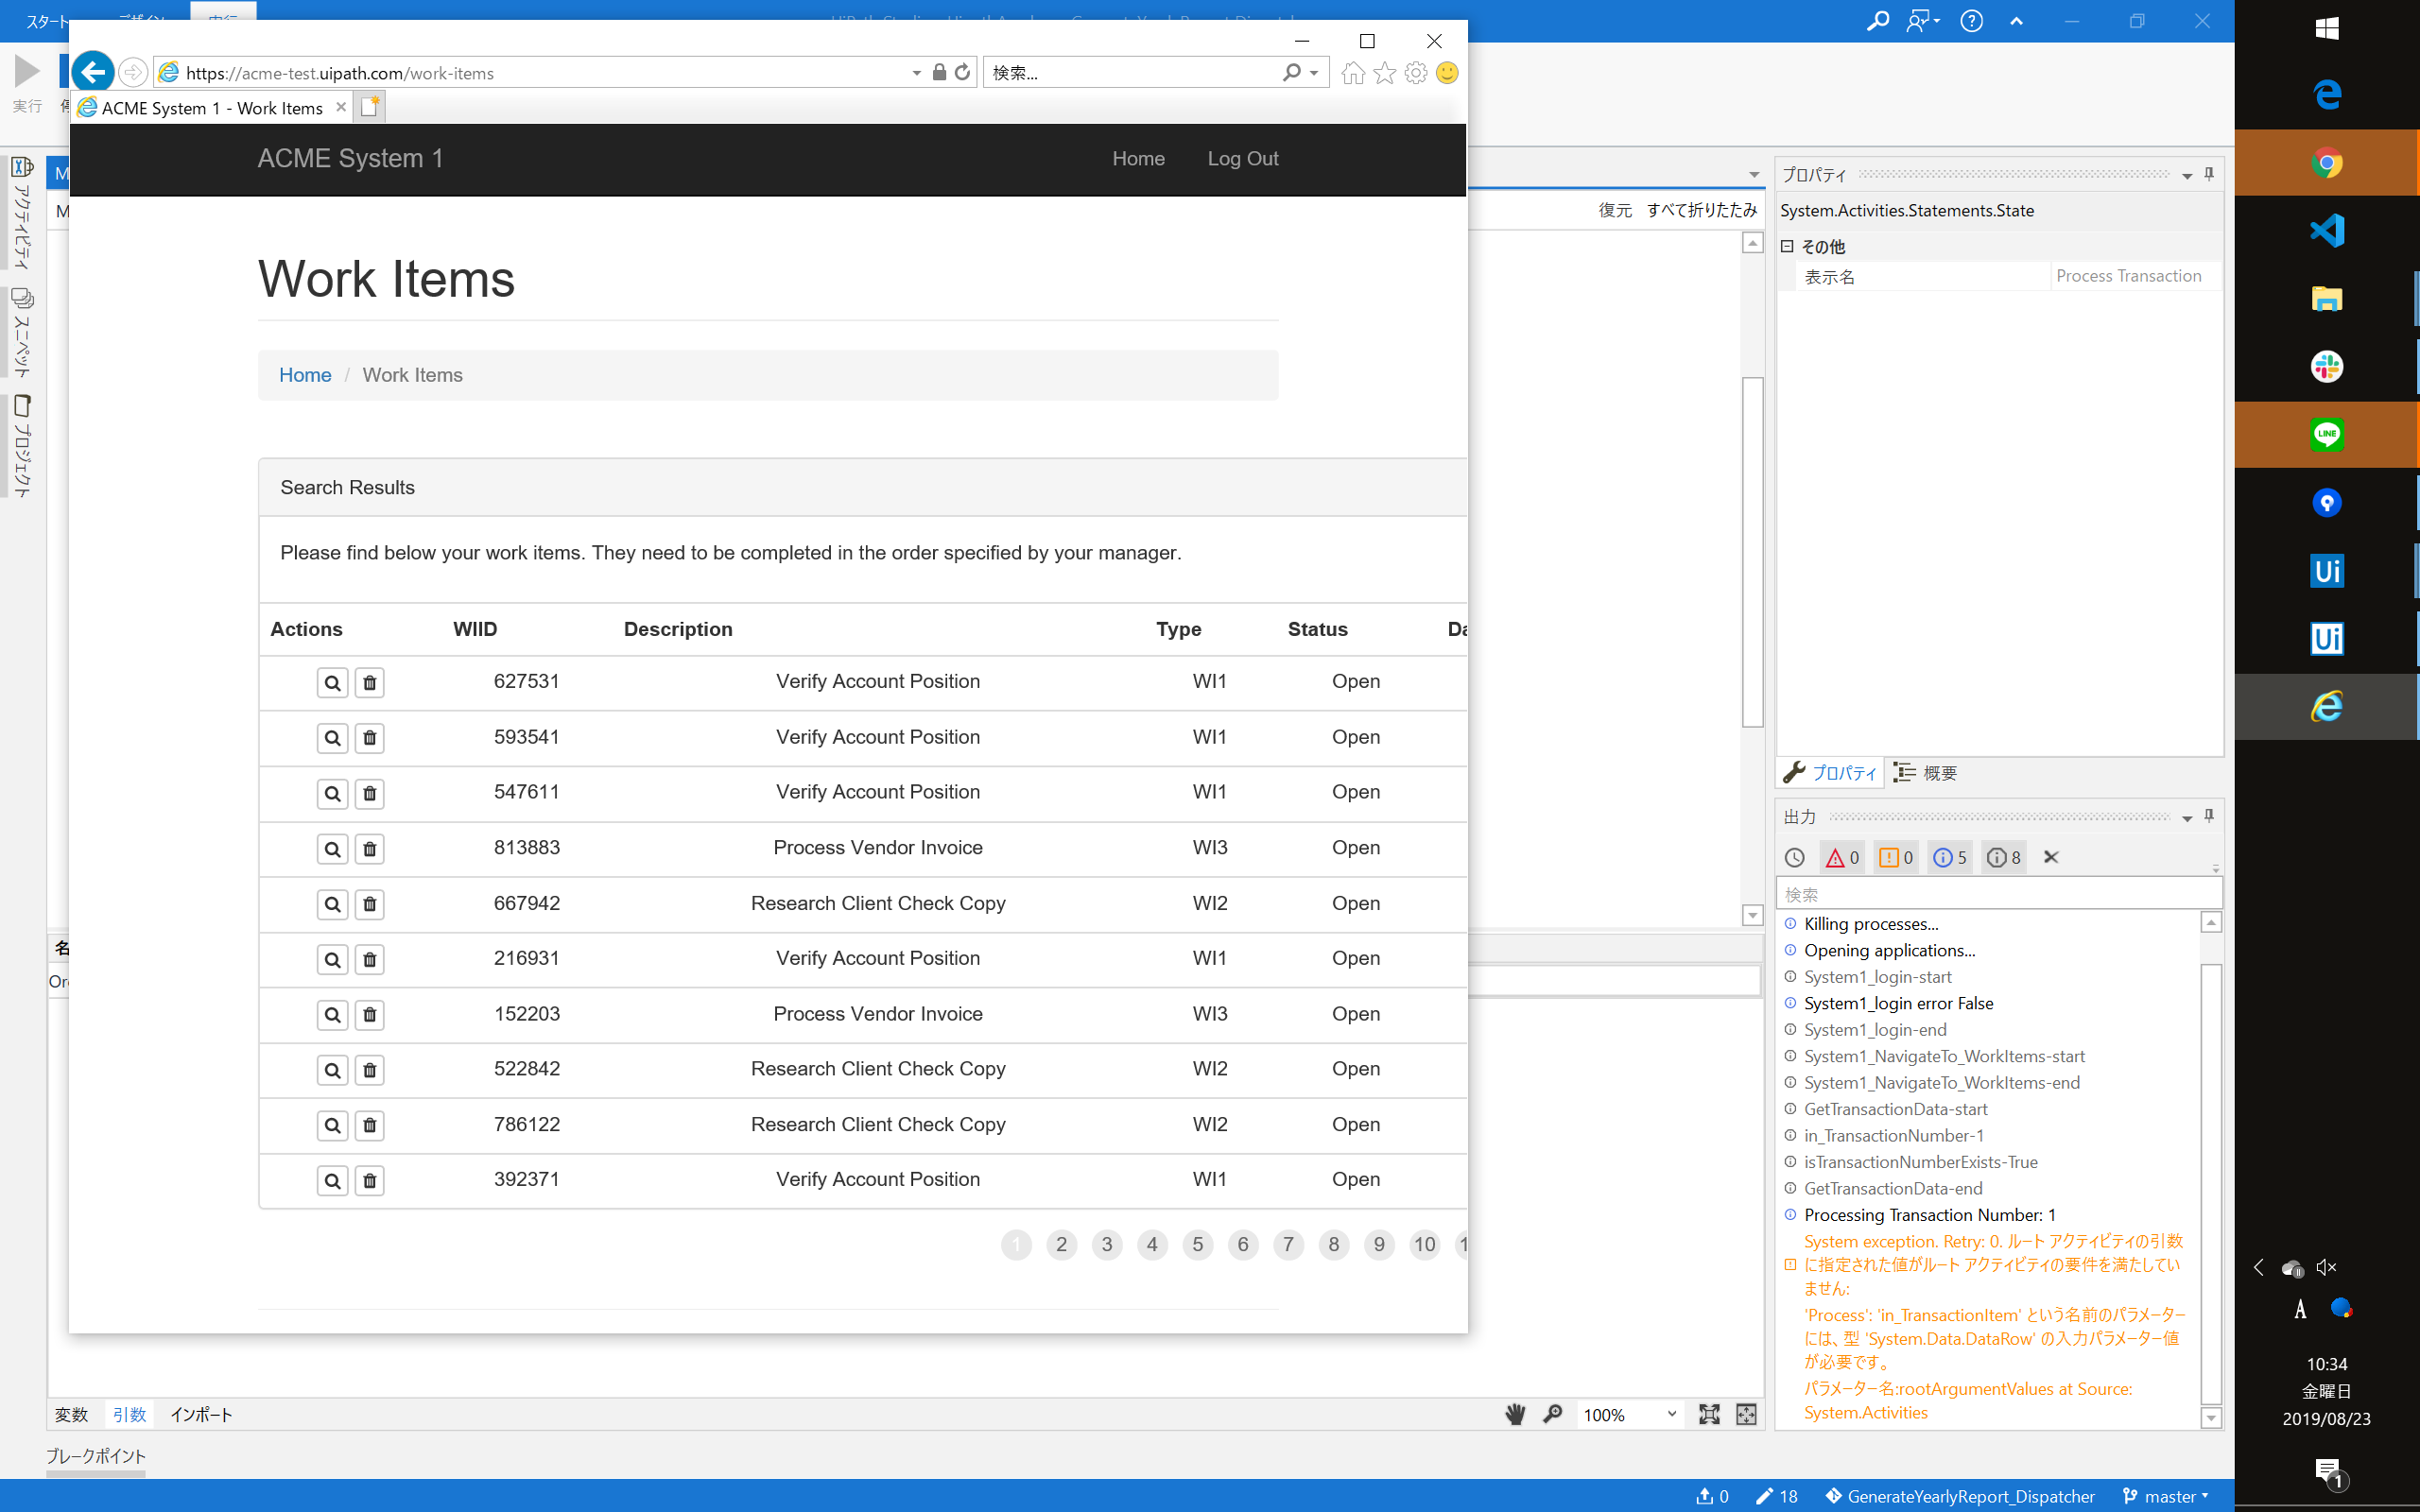 スタート
実行
https://acme-test.uipath.com/work-items
検索...
ACME System 1 - Work Items
ACME System 1
Home
Log Out
Work Items
Home / Work Items
Search Results
Please find below your work items. They need to be completed in the order specified by your manager.
Actions WIID Description Type Status
627531 Verify Account Position WI1 Open
593541 Verify Account Position WI1 Open
547611 Verify Account Position WI1 Open
813883 Process Vendor Invoice WI3 Open
667942 Research Client Check Copy WI2 Open
216931 Verify Account Position WI1 Open
152203 Process Vendor Invoice WI3 Open
522842 Research Client Check Copy WI2 Open
786122 Research Client Check Copy WI2 Open
392371 Verify Account Position WI1 Open
1 2 3 4 5 6 7 8 9 10
アクティビティ
スニペット
プロジェクト
復元 すべて折りたたみ
変数 引数 インポート
100%
ブレークポイント
プロパティ
System.Activities.Statements.State
その他
表示名 Process Transaction
プロパティ 概要
出力
0 0 5 8
検索
Killing processes...
Opening applications...
System1_login-start
System1_login error False
System1_login-end
System1_NavigateTo_WorkItems-start
System1_NavigateTo_WorkItems-end
GetTransactionData-start
in_TransactionNumber-1
isTransactionNumberExists-True
GetTransactionData-end
Processing Transaction Number: 1
System exception. Retry: 0. ルート アクティビティの引数
に指定された値がルート アクティビティの要件を満たしてい
ません:
'Process': 'in_TransactionItem' という名前のパラメーター
には、型 'System.Data.DataRow' の入力パラメーター値
が必要です。
パラメーター名:rootArgumentValues at Source:
System.Activities
0 18 GenerateYearlyReport_Dispatcher master
LINE
Ui
Ui
A
10:34
金曜日
2019/08/23
1